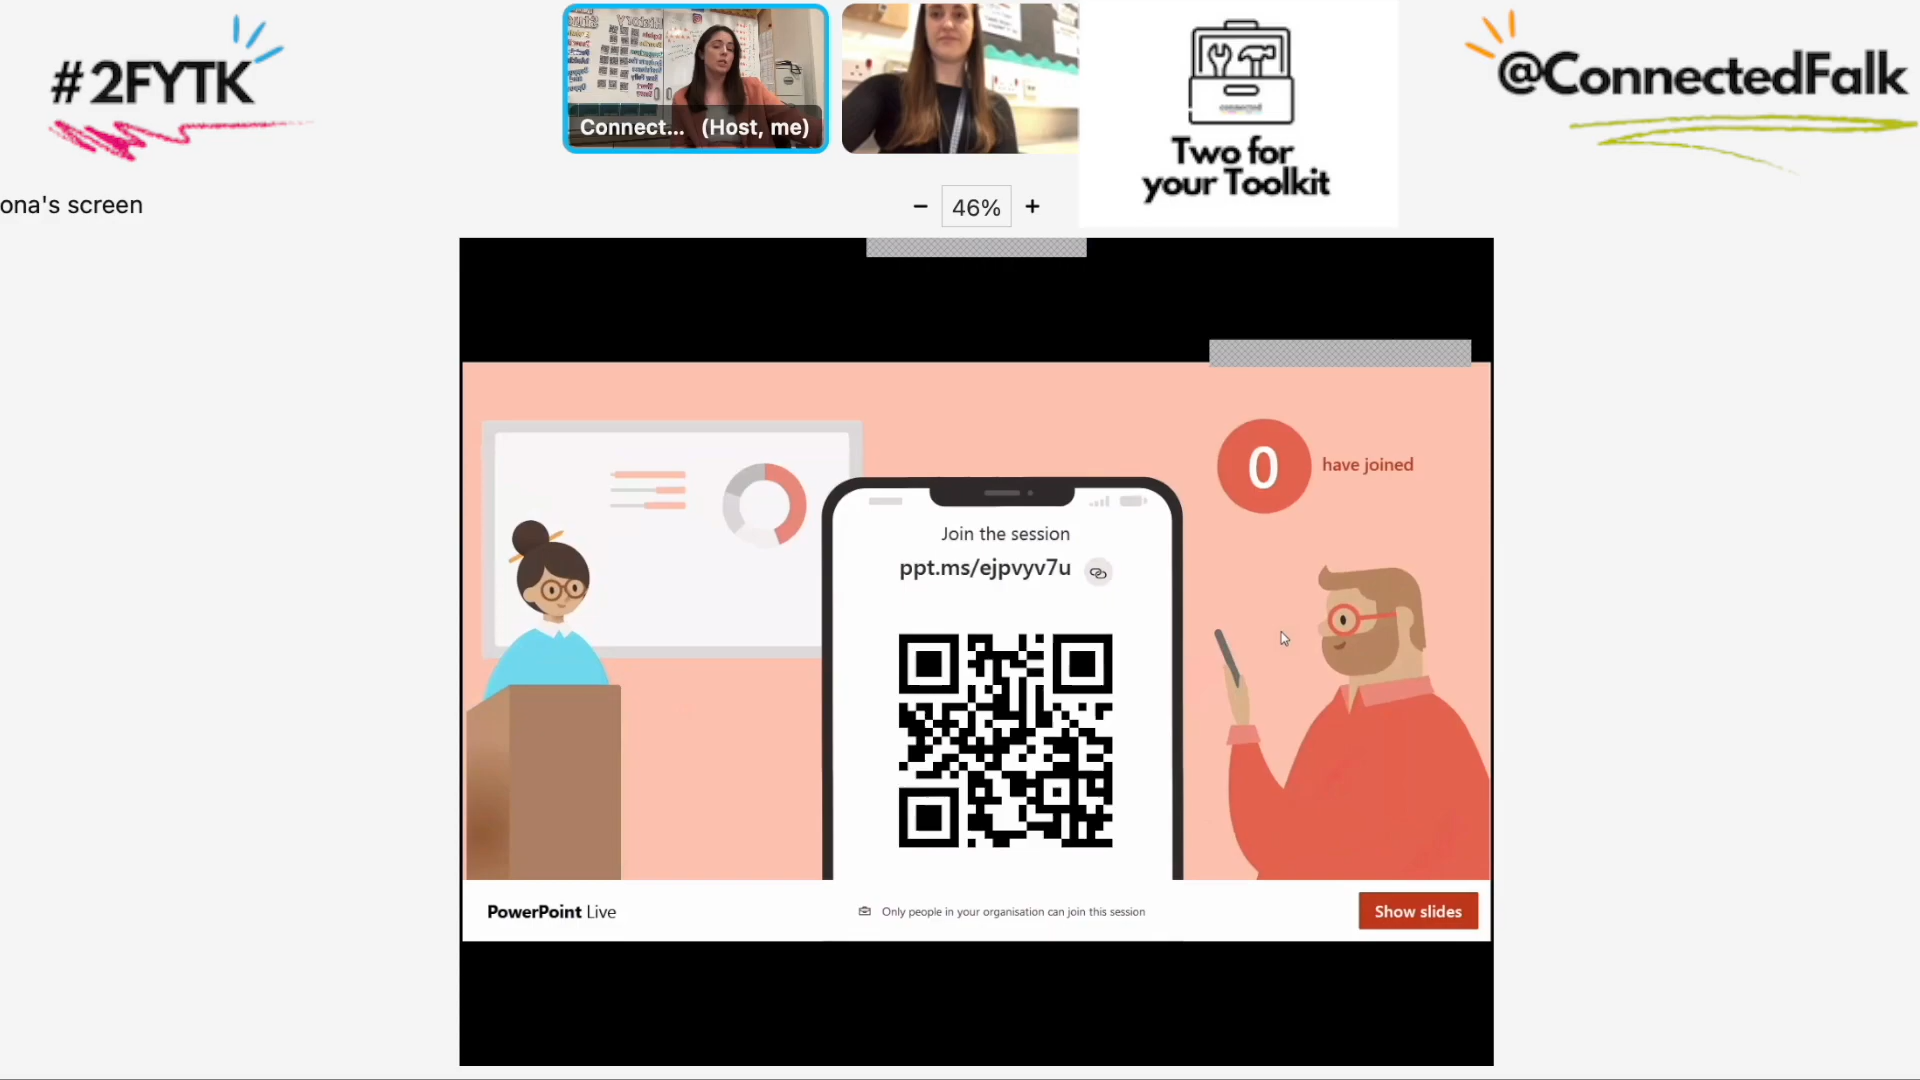 #2FYTK
Connect... (Host, me)
connected
Two for
your Toolkit
@ConnectedFalk
ona's screen
− 46% +
0 have joined
Join the session
ppt.ms/ejpvyv7u
PowerPoint Live
Only people in your organisation can join this session
Show slides